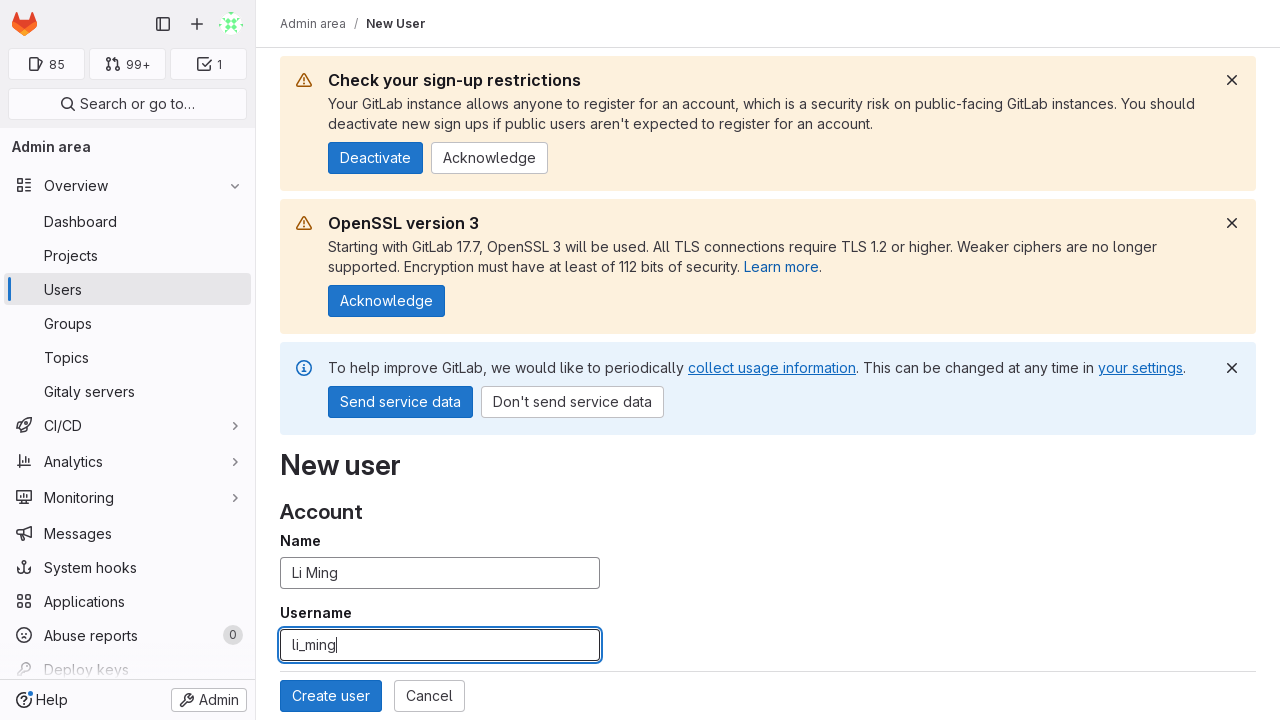 Admin area / New User
85
99+
1
Search or go to…
Admin area
Overview
Dashboard
Projects
Users
Groups
Topics
Gitaly servers
CI/CD
Analytics
Monitoring
Messages
System hooks
Applications
Abuse reports 0
Deploy keys
Help
Admin
Check your sign-up restrictions
Your GitLab instance allows anyone to register for an account, which is a security risk on public-facing GitLab instances. You should
deactivate new sign ups if public users aren't expected to register for an account.
Deactivate Acknowledge
OpenSSL version 3
Starting with GitLab 17.7, OpenSSL 3 will be used. All TLS connections require TLS 1.2 or higher. Weaker ciphers are no longer
supported. Encryption must have at least of 112 bits of security. Learn more.
Acknowledge
To help improve GitLab, we would like to periodically collect usage information. This can be changed at any time in your settings.
Send service data Don't send service data
New user
Account
Name
Li Ming
Username
li_ming
Create user Cancel